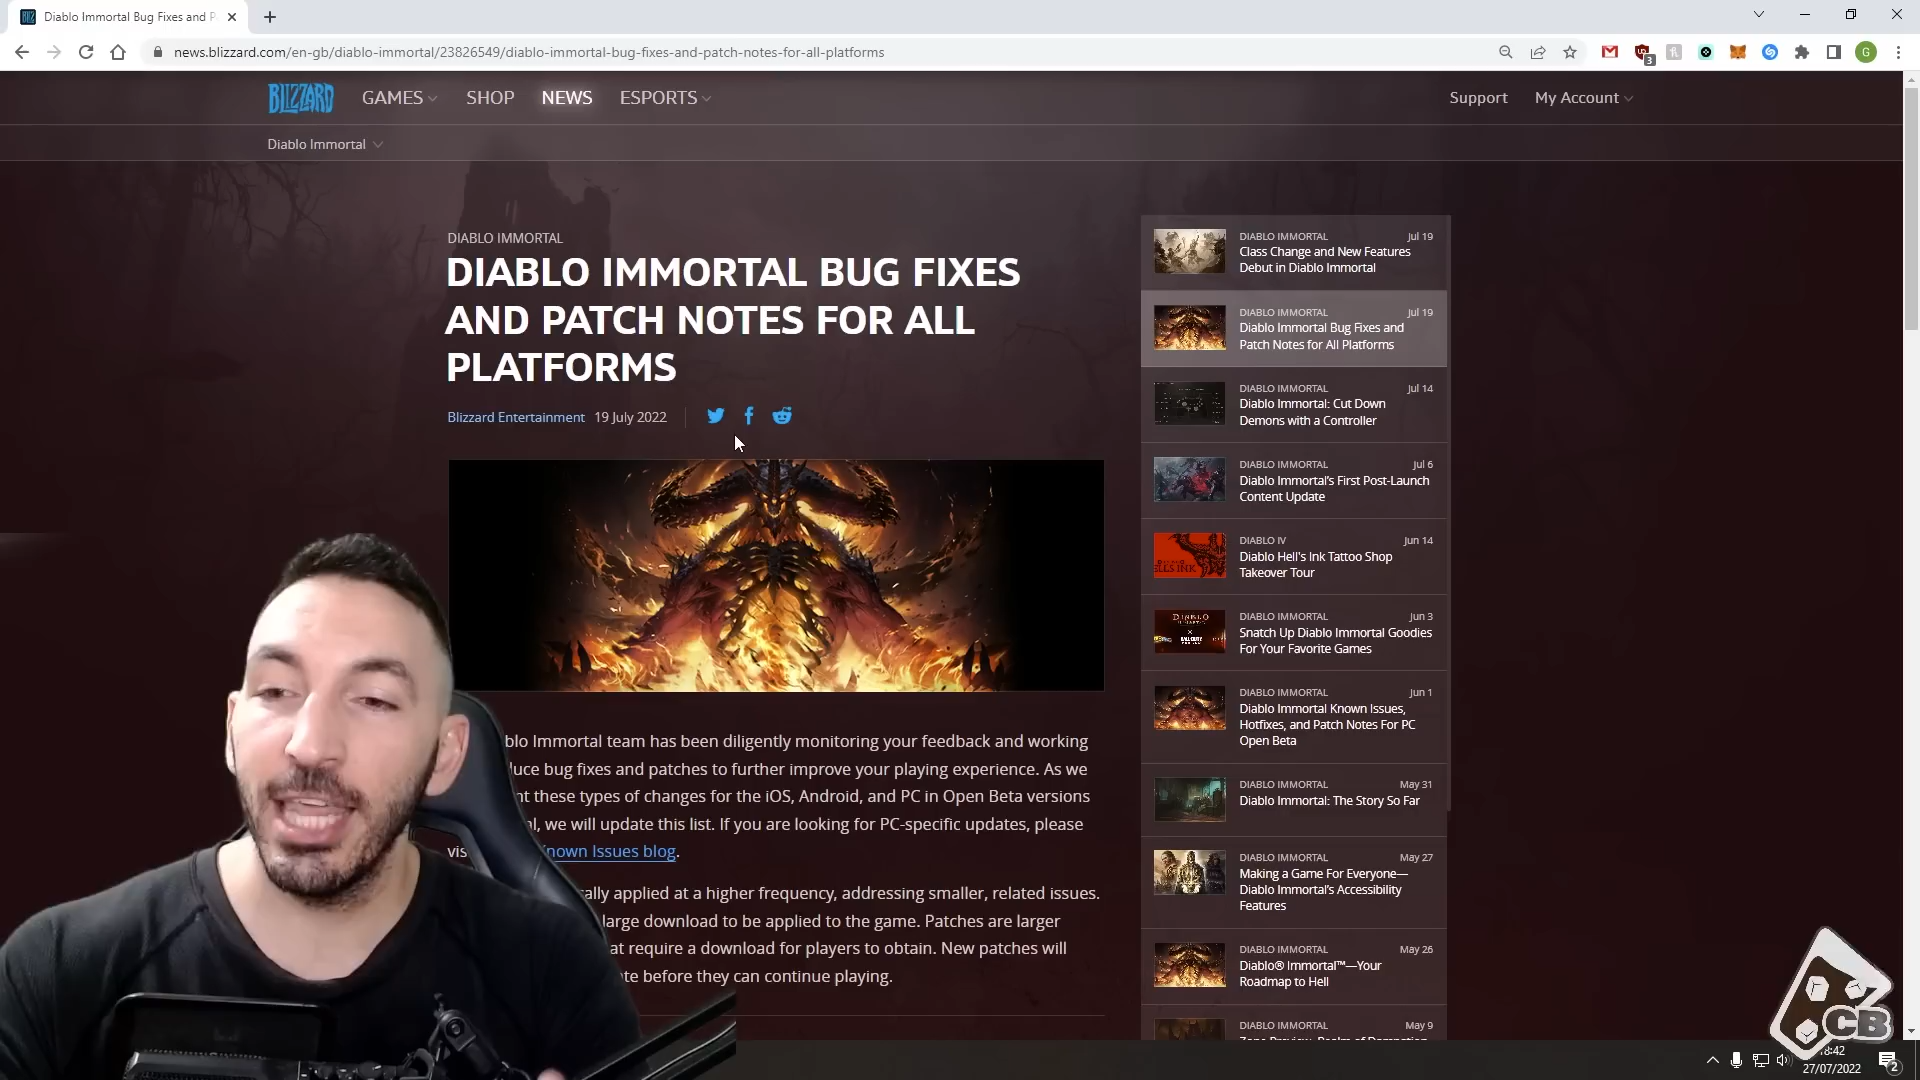 Diablo Immortal Bug Fixes and P
news.blizzard.com/en-gb/diablo-immortal/23826549/diablo-immortal-bug-fixes-and-patch-notes-for-all-platforms
3
G
BLIZZARD
GAMES
SHOP
NEWS
ESPORTS
Support
My Account
Diablo Immortal
DIABLO IMMORTAL
DIABLO IMMORTAL BUG FIXES
AND PATCH NOTES FOR ALL
PLATFORMS
Blizzard Entertainment 19 July 2022
blo Immortal team has been diligently monitoring your feedback and working
uce bug fixes and patches to further improve your playing experience. As we
nt these types of changes for the iOS, Android, and PC in Open Beta versions
l, we will update this list. If you are looking for PC-specific updates, please
vis nown Issues blog.
ally applied at a higher frequency, addressing smaller, related issues.
large download to be applied to the game. Patches are larger
at require a download for players to obtain. New patches will
te before they can continue playing.
DIABLO IMMORTAL Jul 19
Class Change and New Features
Debut in Diablo Immortal
DIABLO IMMORTAL Jul 19
Diablo Immortal Bug Fixes and
Patch Notes for All Platforms
DIABLO IMMORTAL Jul 14
Diablo Immortal: Cut Down
Demons with a Controller
DIABLO IMMORTAL Jul 6
Diablo Immortal's First Post-Launch
Content Update
DIABLO IV Jun 14
Diablo Hell's Ink Tattoo Shop
Takeover Tour
DIABLO IMMORTAL Jun 3
Snatch Up Diablo Immortal Goodies
For Your Favorite Games
DIABLO IMMORTAL Jun 1
Diablo Immortal Known Issues,
Hotfixes, and Patch Notes For PC
Open Beta
DIABLO IMMORTAL May 31
Diablo Immortal: The Story So Far
DIABLO IMMORTAL May 27
Making a Game For Everyone—
Diablo Immortal's Accessibility
Features
DIABLO IMMORTAL May 26
Diablo® Immortal™—Your
Roadmap to Hell
DIABLO IMMORTAL May 9
CB
18:42
27/07/2022
2